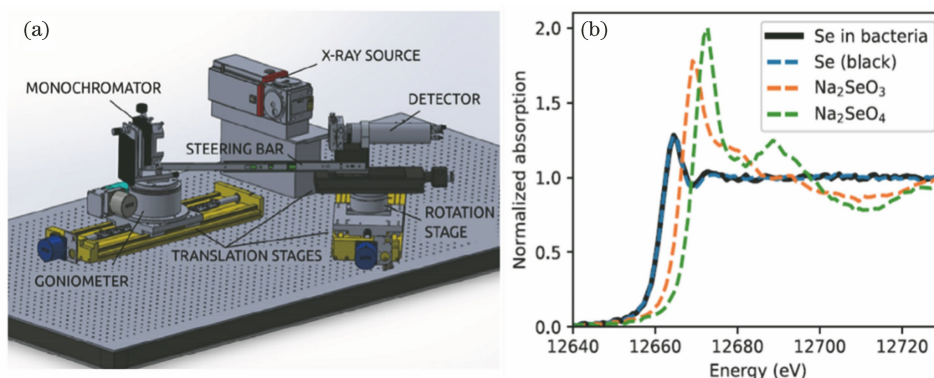 (a)
X-RAY SOURCE
MONOCHROMATOR
DETECTOR
STEERING BAR
ROTATION
STAGE
TRANSLATION STAGES
GONIOMETER
(b)
Se in bacteria
Se (black)
Na₂SeO₃
Na₂SeO₄
Normalized absorption
2.0
1.5
1.0
0.5
0.0
12640
12660
12680
12700
12720
Energy (eV)